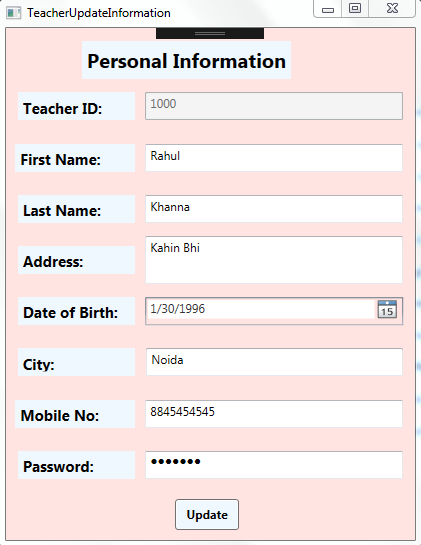 TeacherUpdateInformation
Personal Information
Teacher ID: 1000
First Name: Rahul
Last Name: Khanna
Address: Kahin Bhi
Date of Birth: 1/30/1996 15
City: Noida
Mobile No: 8845454545
Password: •••••••
Update